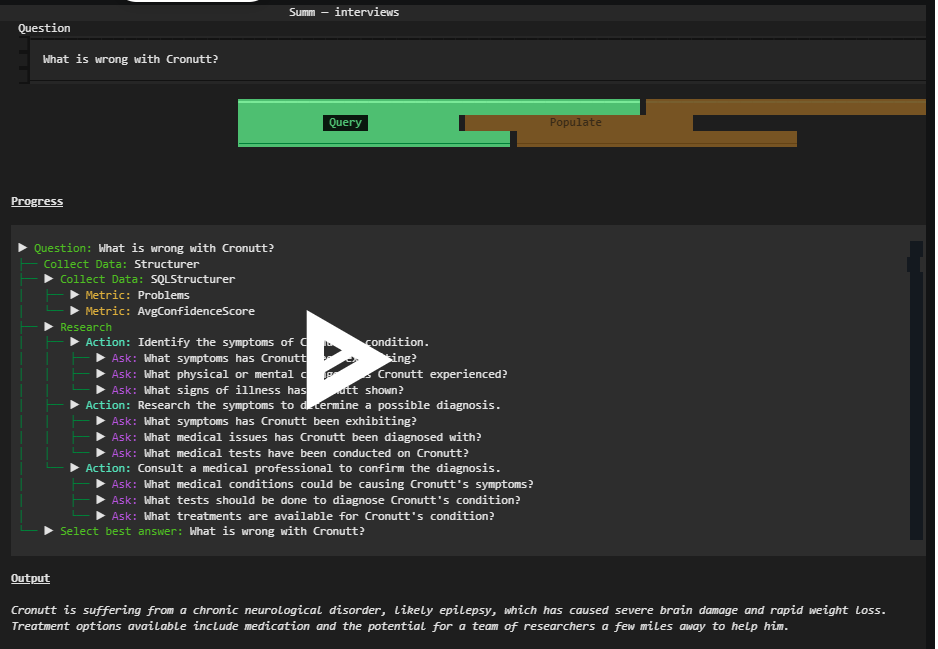 Summ — interviews
Question
What is wrong with Cronutt?
Query
Populate
Progress
▶ Question: What is wrong with Cronutt?
Collect Data: Structurer
▶ Collect Data: SQLStructurer
▶ Metric: Problems
▶ Metric: AvgConfidenceScore
▶ Research
▶ Action: Identify the symptoms of condition.
▶ Ask: What symptoms has Cronutt
▶ Ask: What physical or mental Cronutt experienced?
▶ Ask: What signs of illness has shown?
▶ Action: Research the symptoms to determine a possible diagnosis.
▶ Ask: What symptoms has Cronutt been exhibiting?
▶ Ask: What medical issues has Cronutt been diagnosed with?
▶ Ask: What medical tests have been conducted on Cronutt?
▶ Action: Consult a medical professional to confirm the diagnosis.
▶ Ask: What medical conditions could be causing Cronutt's symptoms?
▶ Ask: What tests should be done to diagnose Cronutt's condition?
▶ Ask: What treatments are available for Cronutt's condition?
▶ Select best answer: What is wrong with Cronutt?
Output
Cronutt is suffering from a chronic neurological disorder, likely epilepsy, which has caused severe brain damage and rapid weight loss.
Treatment options available include medication and the potential for a team of researchers a few miles away to help him.